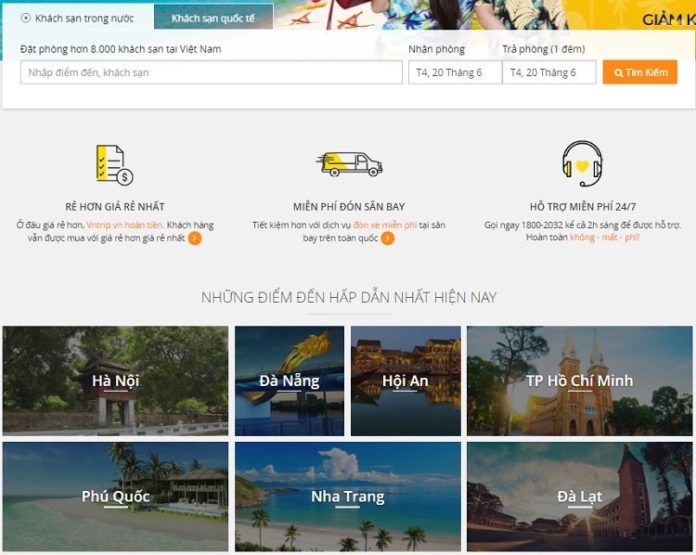 Khách sạn trong nước
Khách sạn quốc tế
GIẢM K
Đặt phòng hơn 8.000 khách sạn tại Việt Nam
Nhận phòng
Trả phòng (1 đêm)
Nhập điểm đến, khách sạn
T4, 20 Tháng 6
T4, 20 Tháng 6
Tìm Kiếm
RẺ HƠN GIÁ RẺ NHẤT
Ở đâu giá rẻ hơn, Vntrip.vn hoàn tiền. Khách hàng
vẫn được mua với giá rẻ hơn giá rẻ nhất
MIỄN PHÍ ĐÓN SÂN BAY
Tiết kiệm hơn với dịch vụ đón xe miễn phí tại sân
bay trên toàn quốc
HỖ TRỢ MIỄN PHÍ 24/7
Gọi ngay 1800-2032 kể cả 2h sáng để được hỗ trợ.
Hoàn toàn không - mất - phí!
NHỮNG ĐIỂM ĐẾN HẤP DẪN NHẤT HIỆN NAY
Hà Nội
Đà Nẵng
Hội An
TP Hồ Chí Minh
Phú Quốc
Nha Trang
Đà Lạt